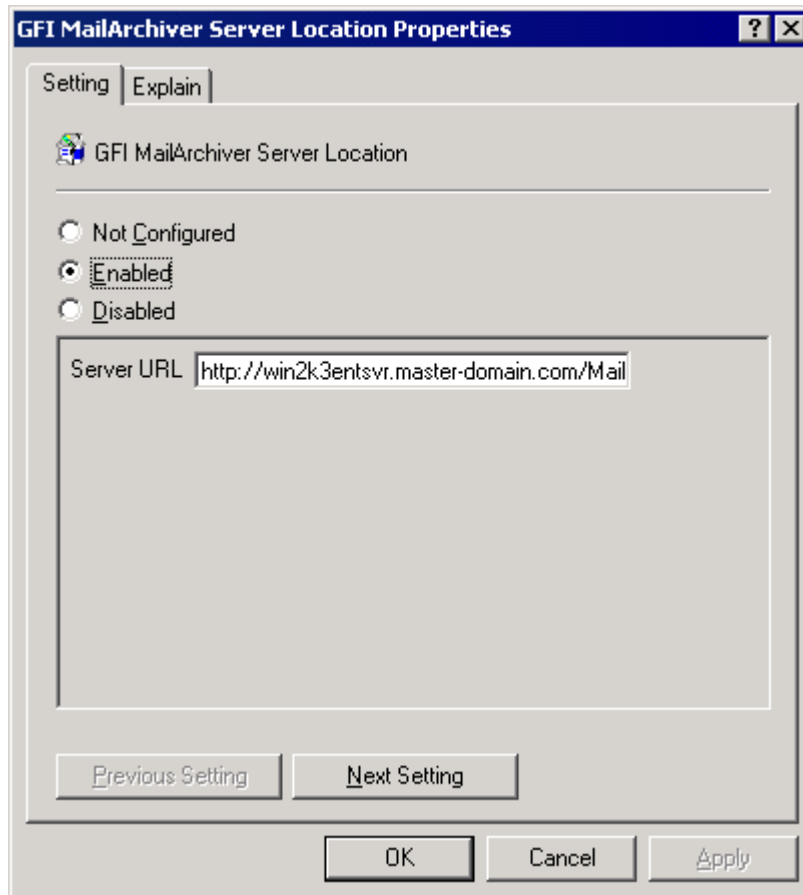 GFI MailArchiver Server Location Properties
Setting
Explain
GFI MailArchiver Server Location
Not Configured
Enabled
Disabled
Server URL http://win2k3entsvr.master-domain.com/Mail
Previous Setting
Next Setting
OK
Cancel
Apply